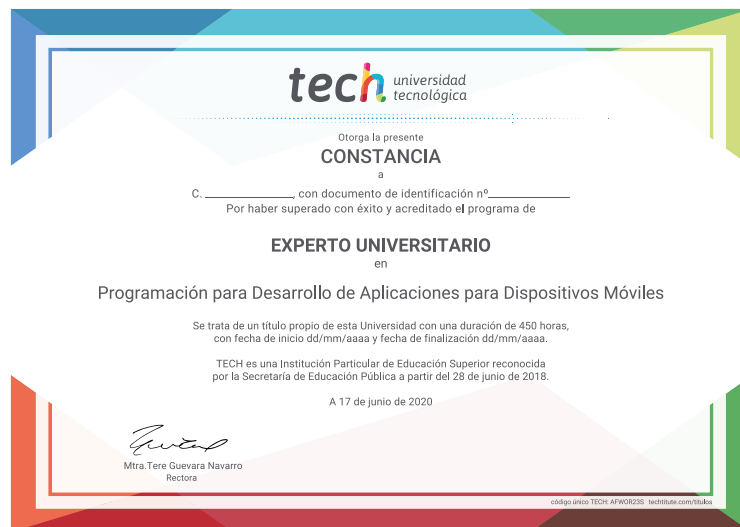 tech universidad
tecnológica
Otorga la presente
CONSTANCIA
a
C. ______________, con documento de identificación nº______________
Por haber superado con éxito y acreditado el programa de
EXPERTO UNIVERSITARIO
en
Programación para Desarrollo de Aplicaciones para Dispositivos Móviles
Se trata de un título propio de esta Universidad con una duración de 450 horas,
con fecha de inicio dd/mm/aaaa y fecha de finalización dd/mm/aaaa.
TECH es una Institución Particular de Educación Superior reconocida
por la Secretaría de Educación Pública a partir del 28 de junio de 2018.
A 17 de junio de 2020
Mtra.Tere Guevara Navarro
Rectora
código único TECH: AFWOR23S techtitute.com/titulos